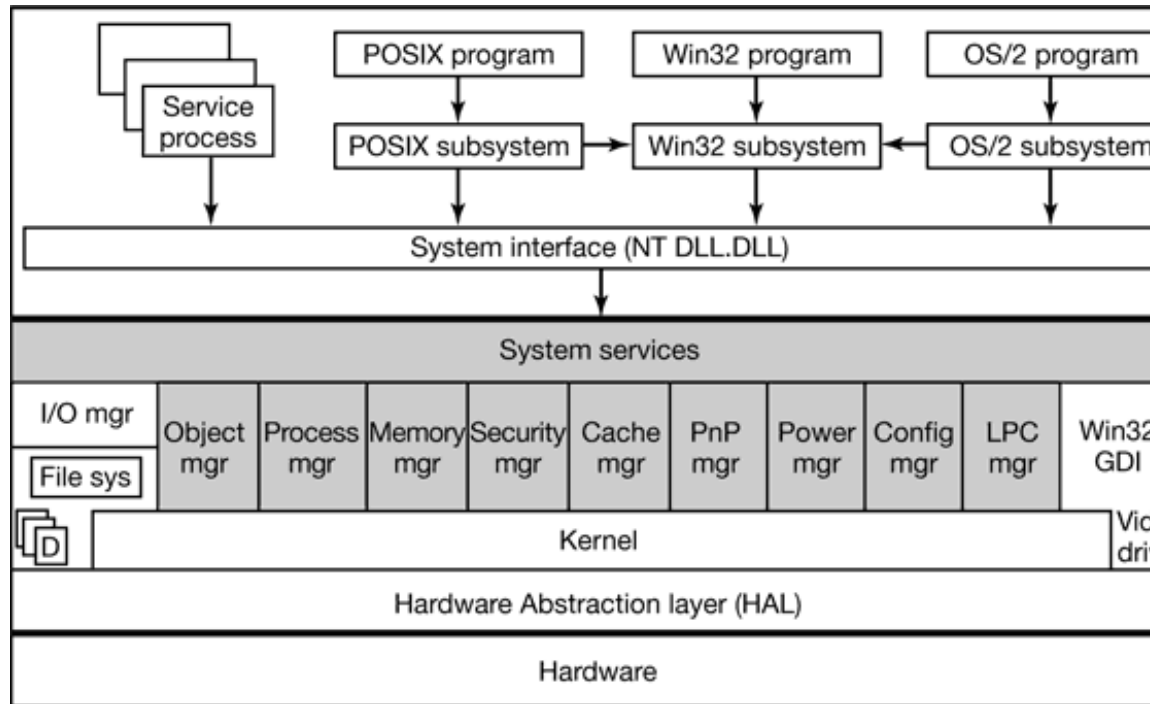 POSIX program
Win32 program
OS/2 program
Service
process
POSIX subsystem
Win32 subsystem
OS/2 subsystem
System interface (NT DLL.DLL)
System services
I/O mgr
File sys
D
Object
mgr
Process
mgr
Memory
mgr
Security
mgr
Cache
mgr
PnP
mgr
Power
mgr
Config
mgr
LPC
mgr
Win32
GDI
Kernel
Hardware Abstraction layer (HAL)
Hardware